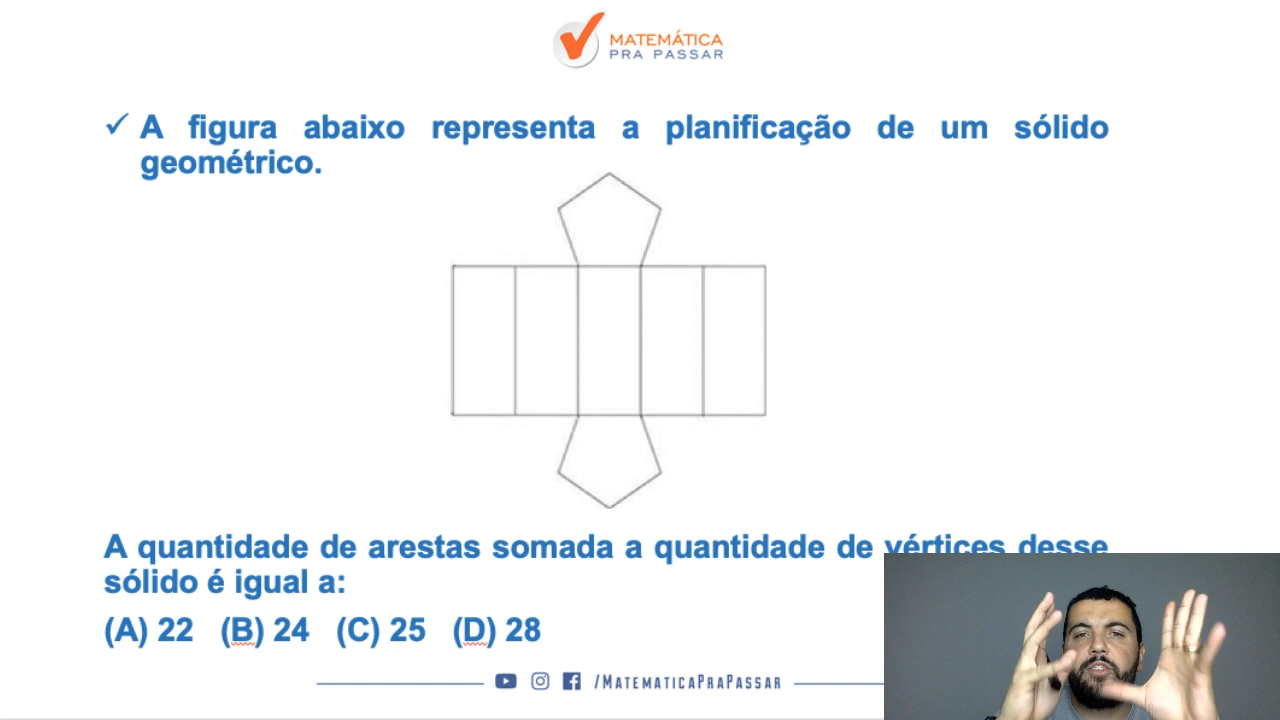 MATEMÁTICA
PRA PASSAR
✓ A figura abaixo representa a planificação de um sólido
geométrico.
A quantidade de arestas somada a quantidade de vértices desse
sólido é igual a:
(A) 22 (B) 24 (C) 25 (D) 28
/MATEMATICAPRAPASSAR